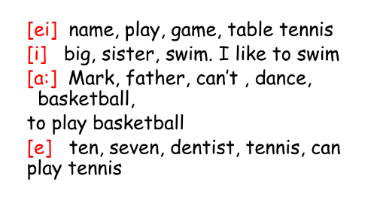 [ei]  name, play, game, table tennis
[i]   big, sister, swim. I like to swim
[a:]  Mark, father, can't , dance,
basketball,
to play basketball
[e]   ten, seven, dentist, tennis, can
play tennis